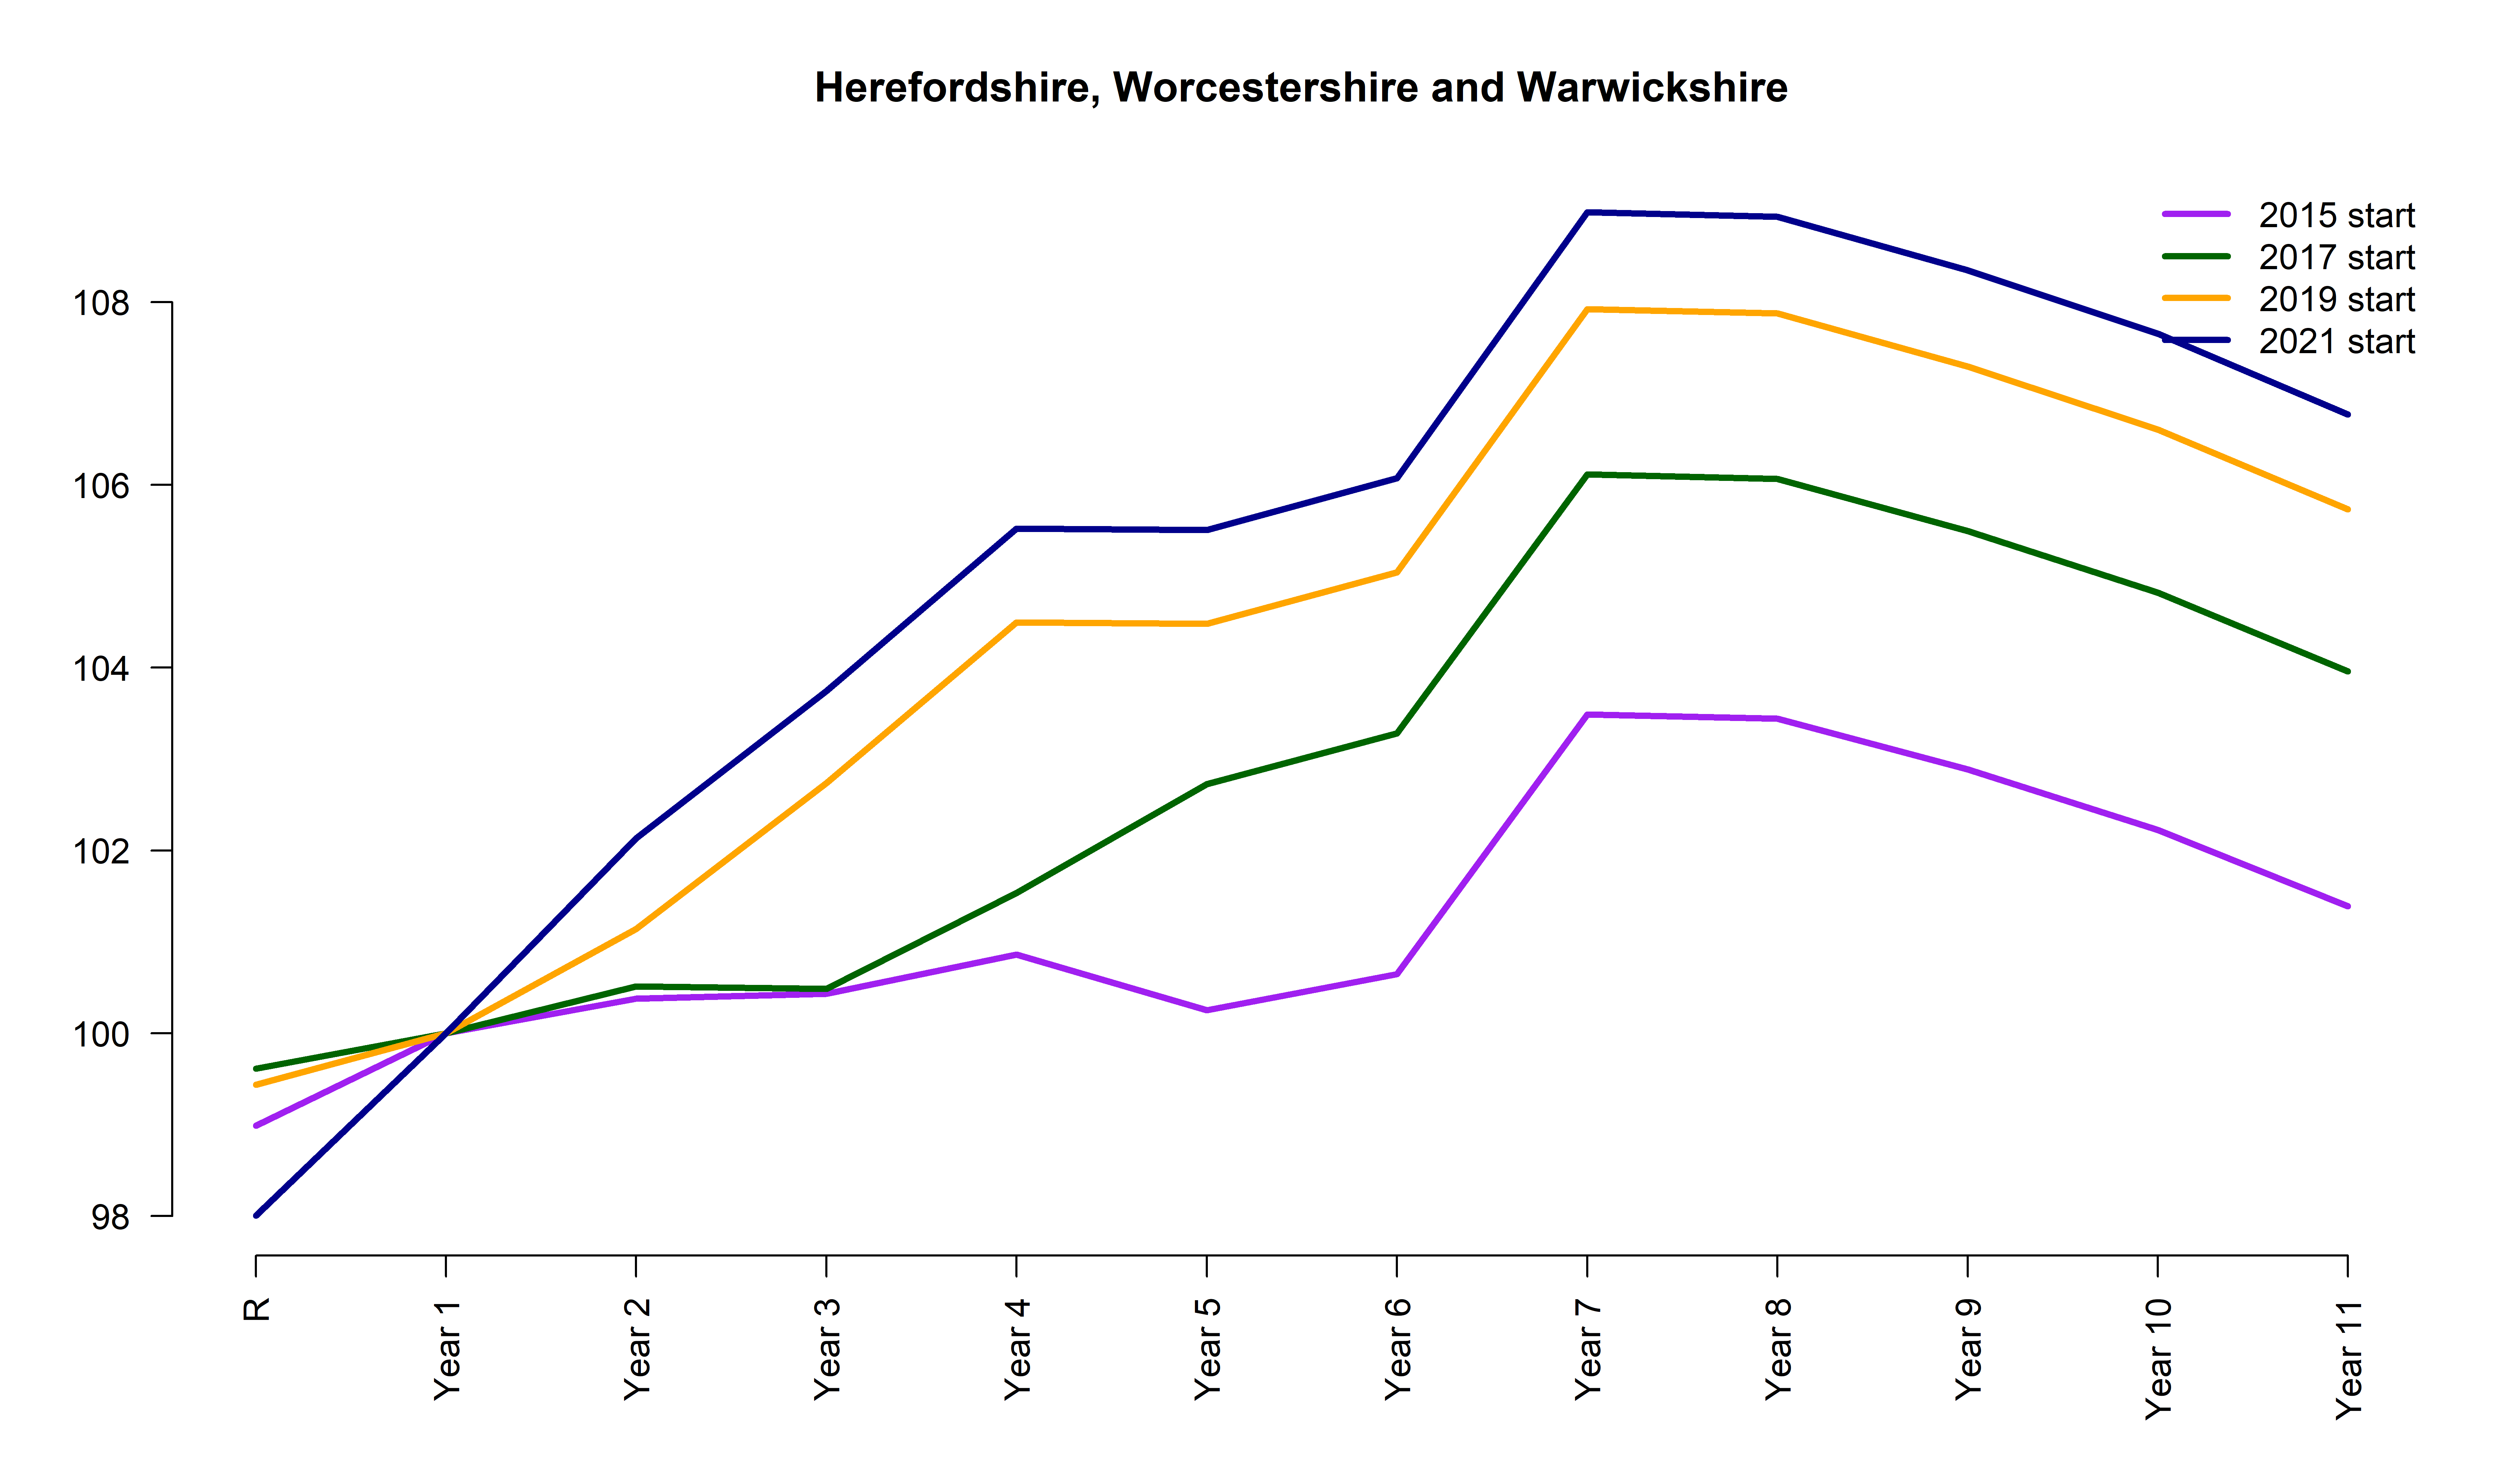 Herefordshire, Worcestershire and Warwickshire
2015 start
2017 start
2019 start
2021 start
108
106
104
102
100
98
R
Year 1
Year 2
Year 3
Year 4
Year 5
Year 6
Year 7
Year 8
Year 9
Year 10
Year 11